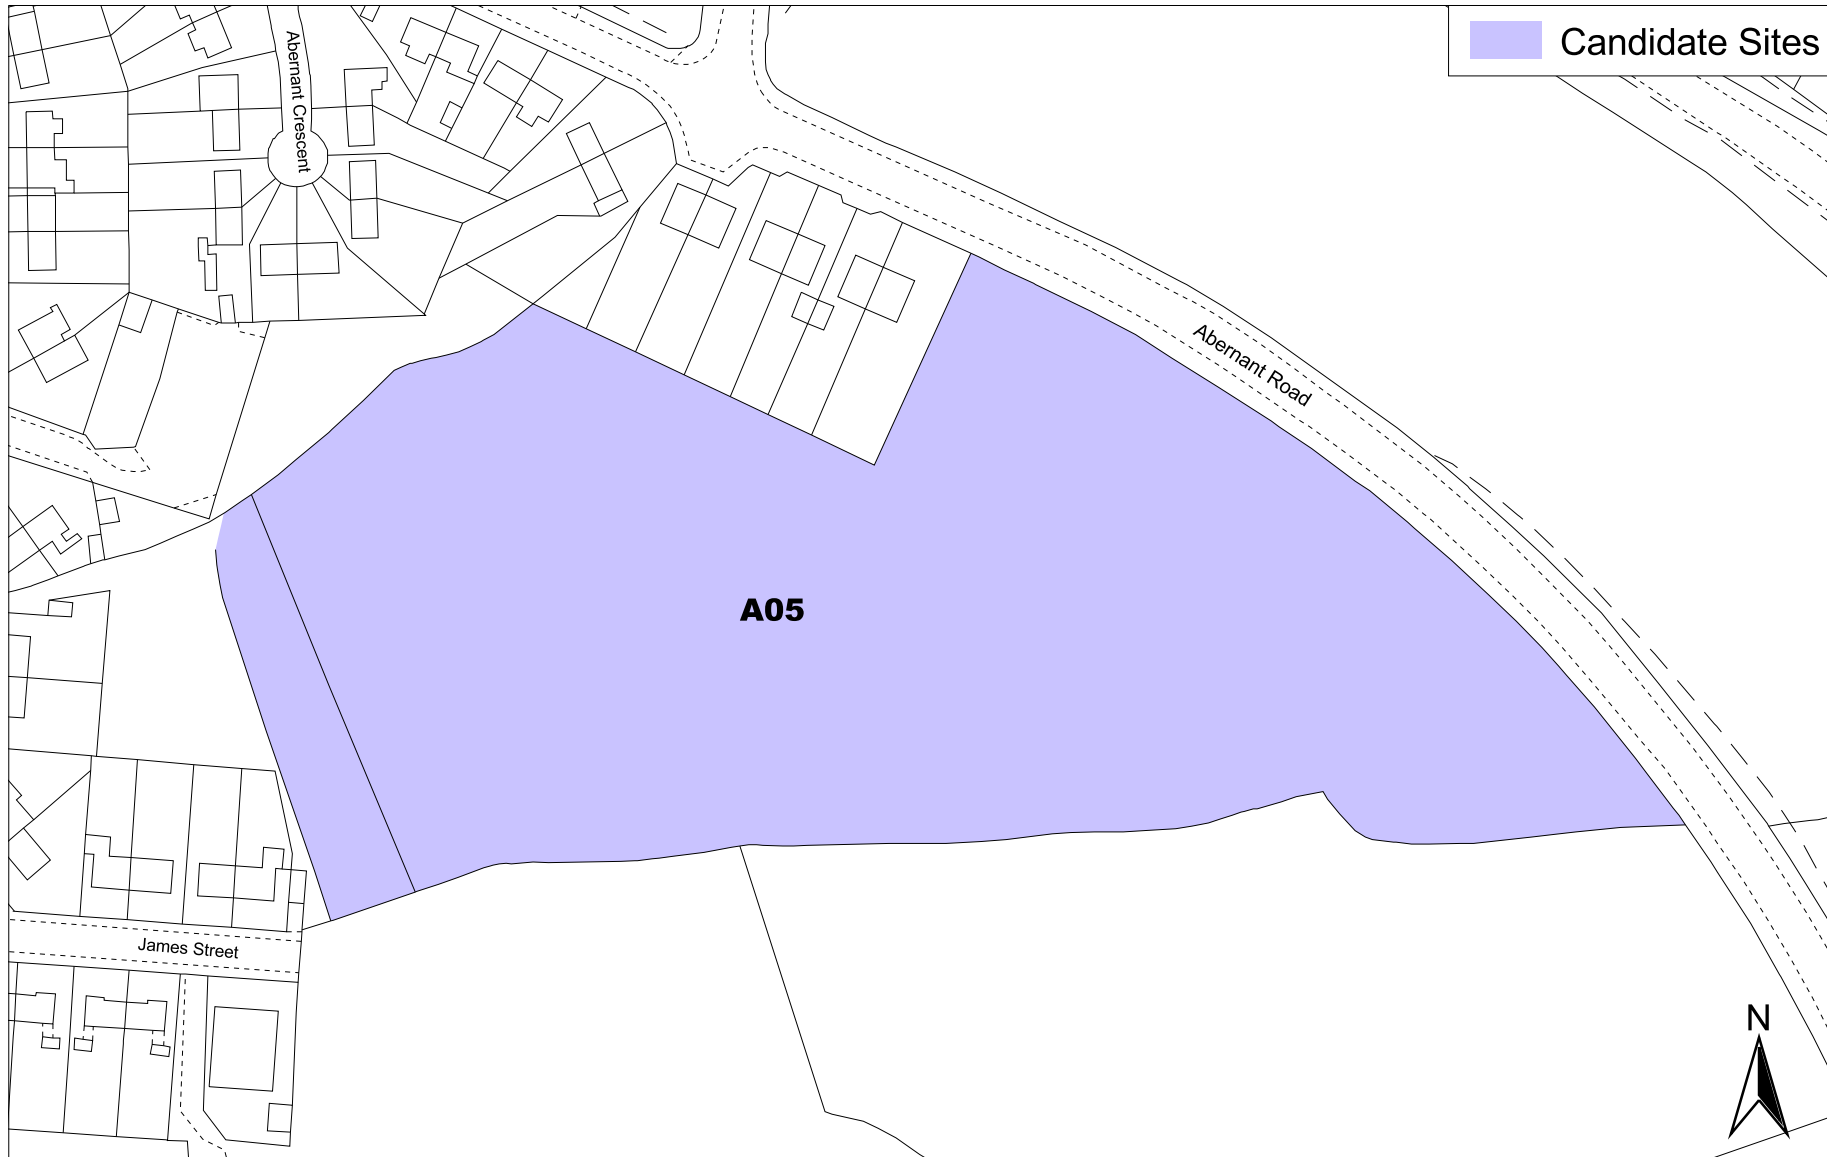 Candidate Sites
Abernant Crescent
Abernant Road
A05
James Street
N